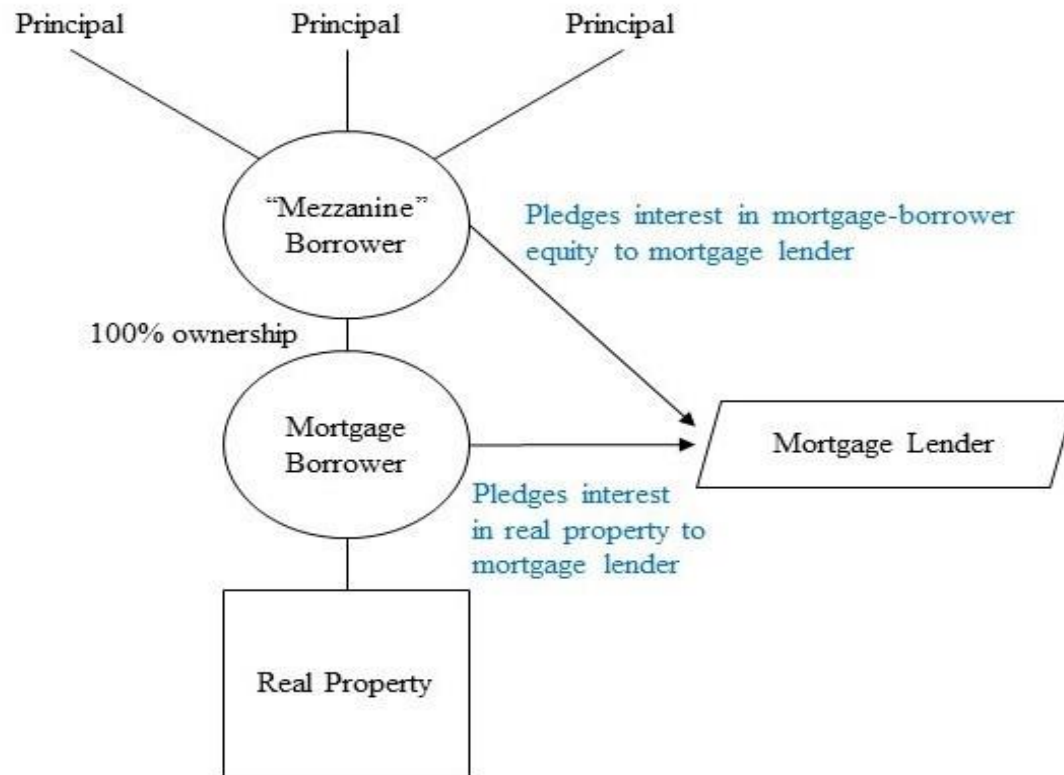 Principal
Principal
Principal
“Mezzanine”
Borrower
Pledges interest in mortgage-borrower
equity to mortgage lender
100% ownership
Mortgage
Borrower
Mortgage Lender
Pledges interest
in real property to
mortgage lender
Real Property